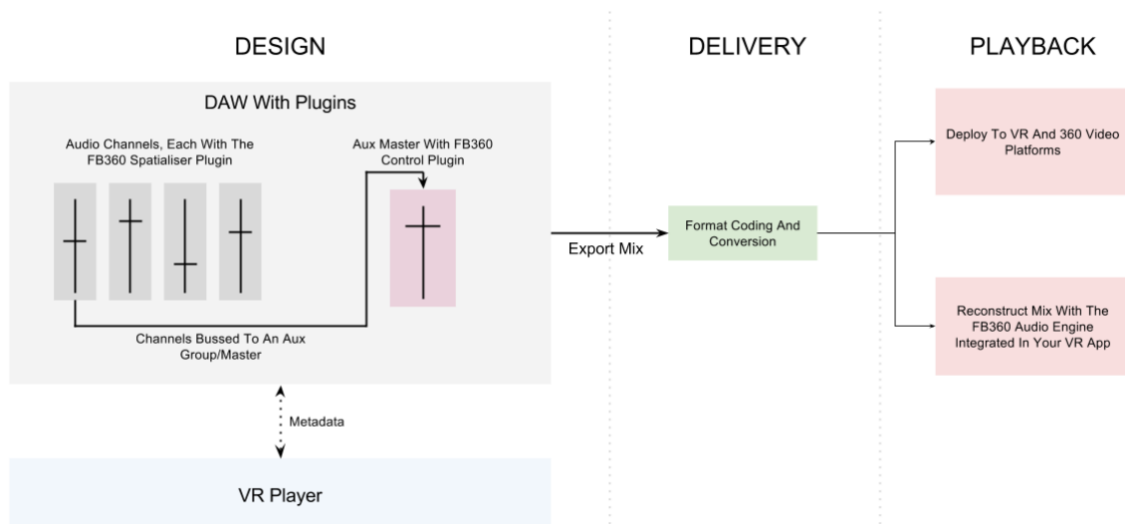 DESIGN
DELIVERY
PLAYBACK
DAW With Plugins
Audio Channels, Each With The
FB360 Spatialiser Plugin
Aux Master With FB360
Control Plugin
Channels Bussed To An Aux
Group/Master
Export Mix
Format Coding And
Conversion
Deploy To VR And 360 Video
Platforms
Reconstruct Mix With The
FB360 Audio Engine
Integrated In Your VR App
Metadata
VR Player